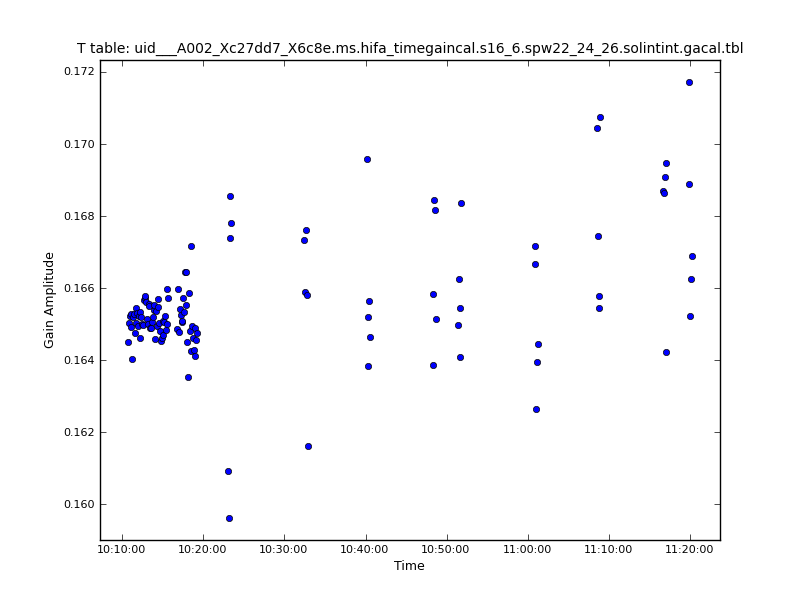 T table: uid___A002_Xc27dd7_X6c8e.ms.hifa_timegaincal.s16_6.spw22_24_26.solintint.gacal.tbl
0.172
0.170
0.168
0.166
0.164
0.162
0.160
Gain Amplitude
10:10:00 10:20:00 10:30:00 10:40:00 10:50:00 11:00:00 11:10:00 11:20:00
Time